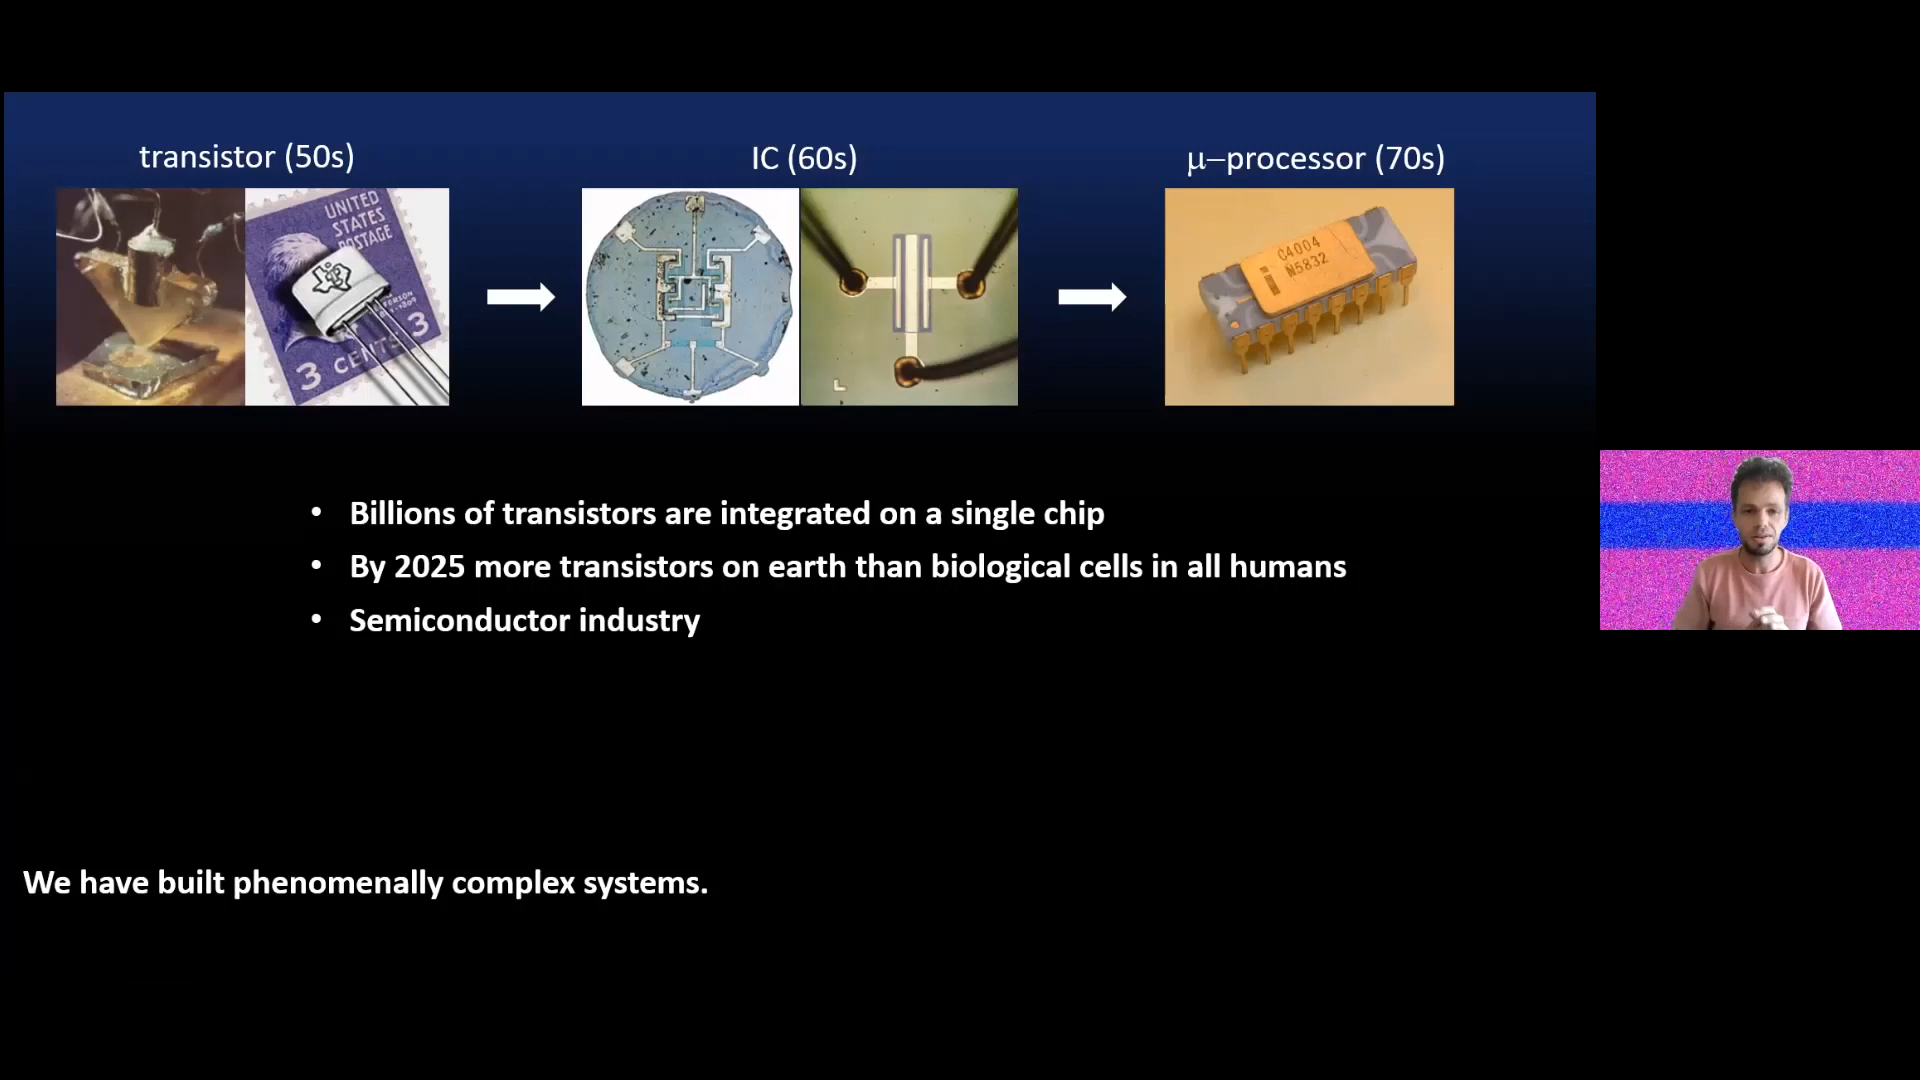 transistor (50s)
IC (60s)
μ–processor (70s)
UNITED
STATES
POSTAGE
3 CENTS 3
C4004
N5832
• Billions of transistors are integrated on a single chip
• By 2025 more transistors on earth than biological cells in all humans
• Semiconductor industry
We have built phenomenally complex systems.